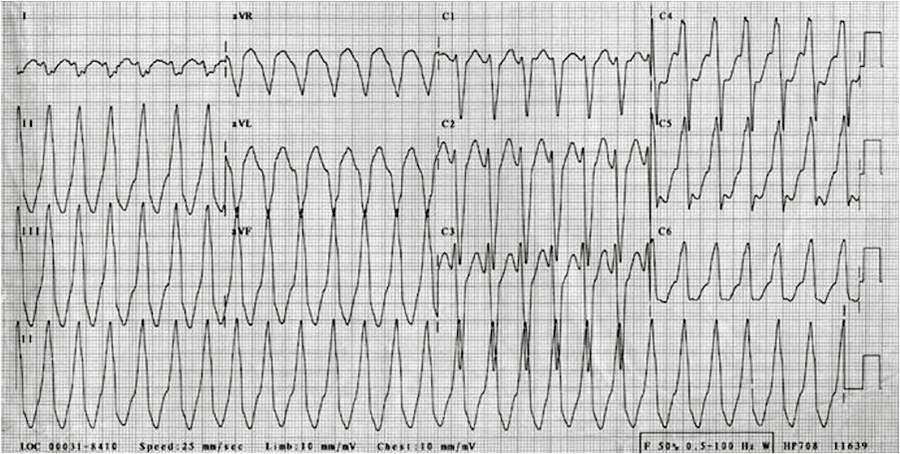 I aVR C1 C4
II aVL C2 C5
III aVF C3 C6
II
LOC 00031-8410 Speed:25 mm/sec Limb:10 mm/mV Chest:10 mm/mV F 50~ 0.5-100 Hz W HP708 11639